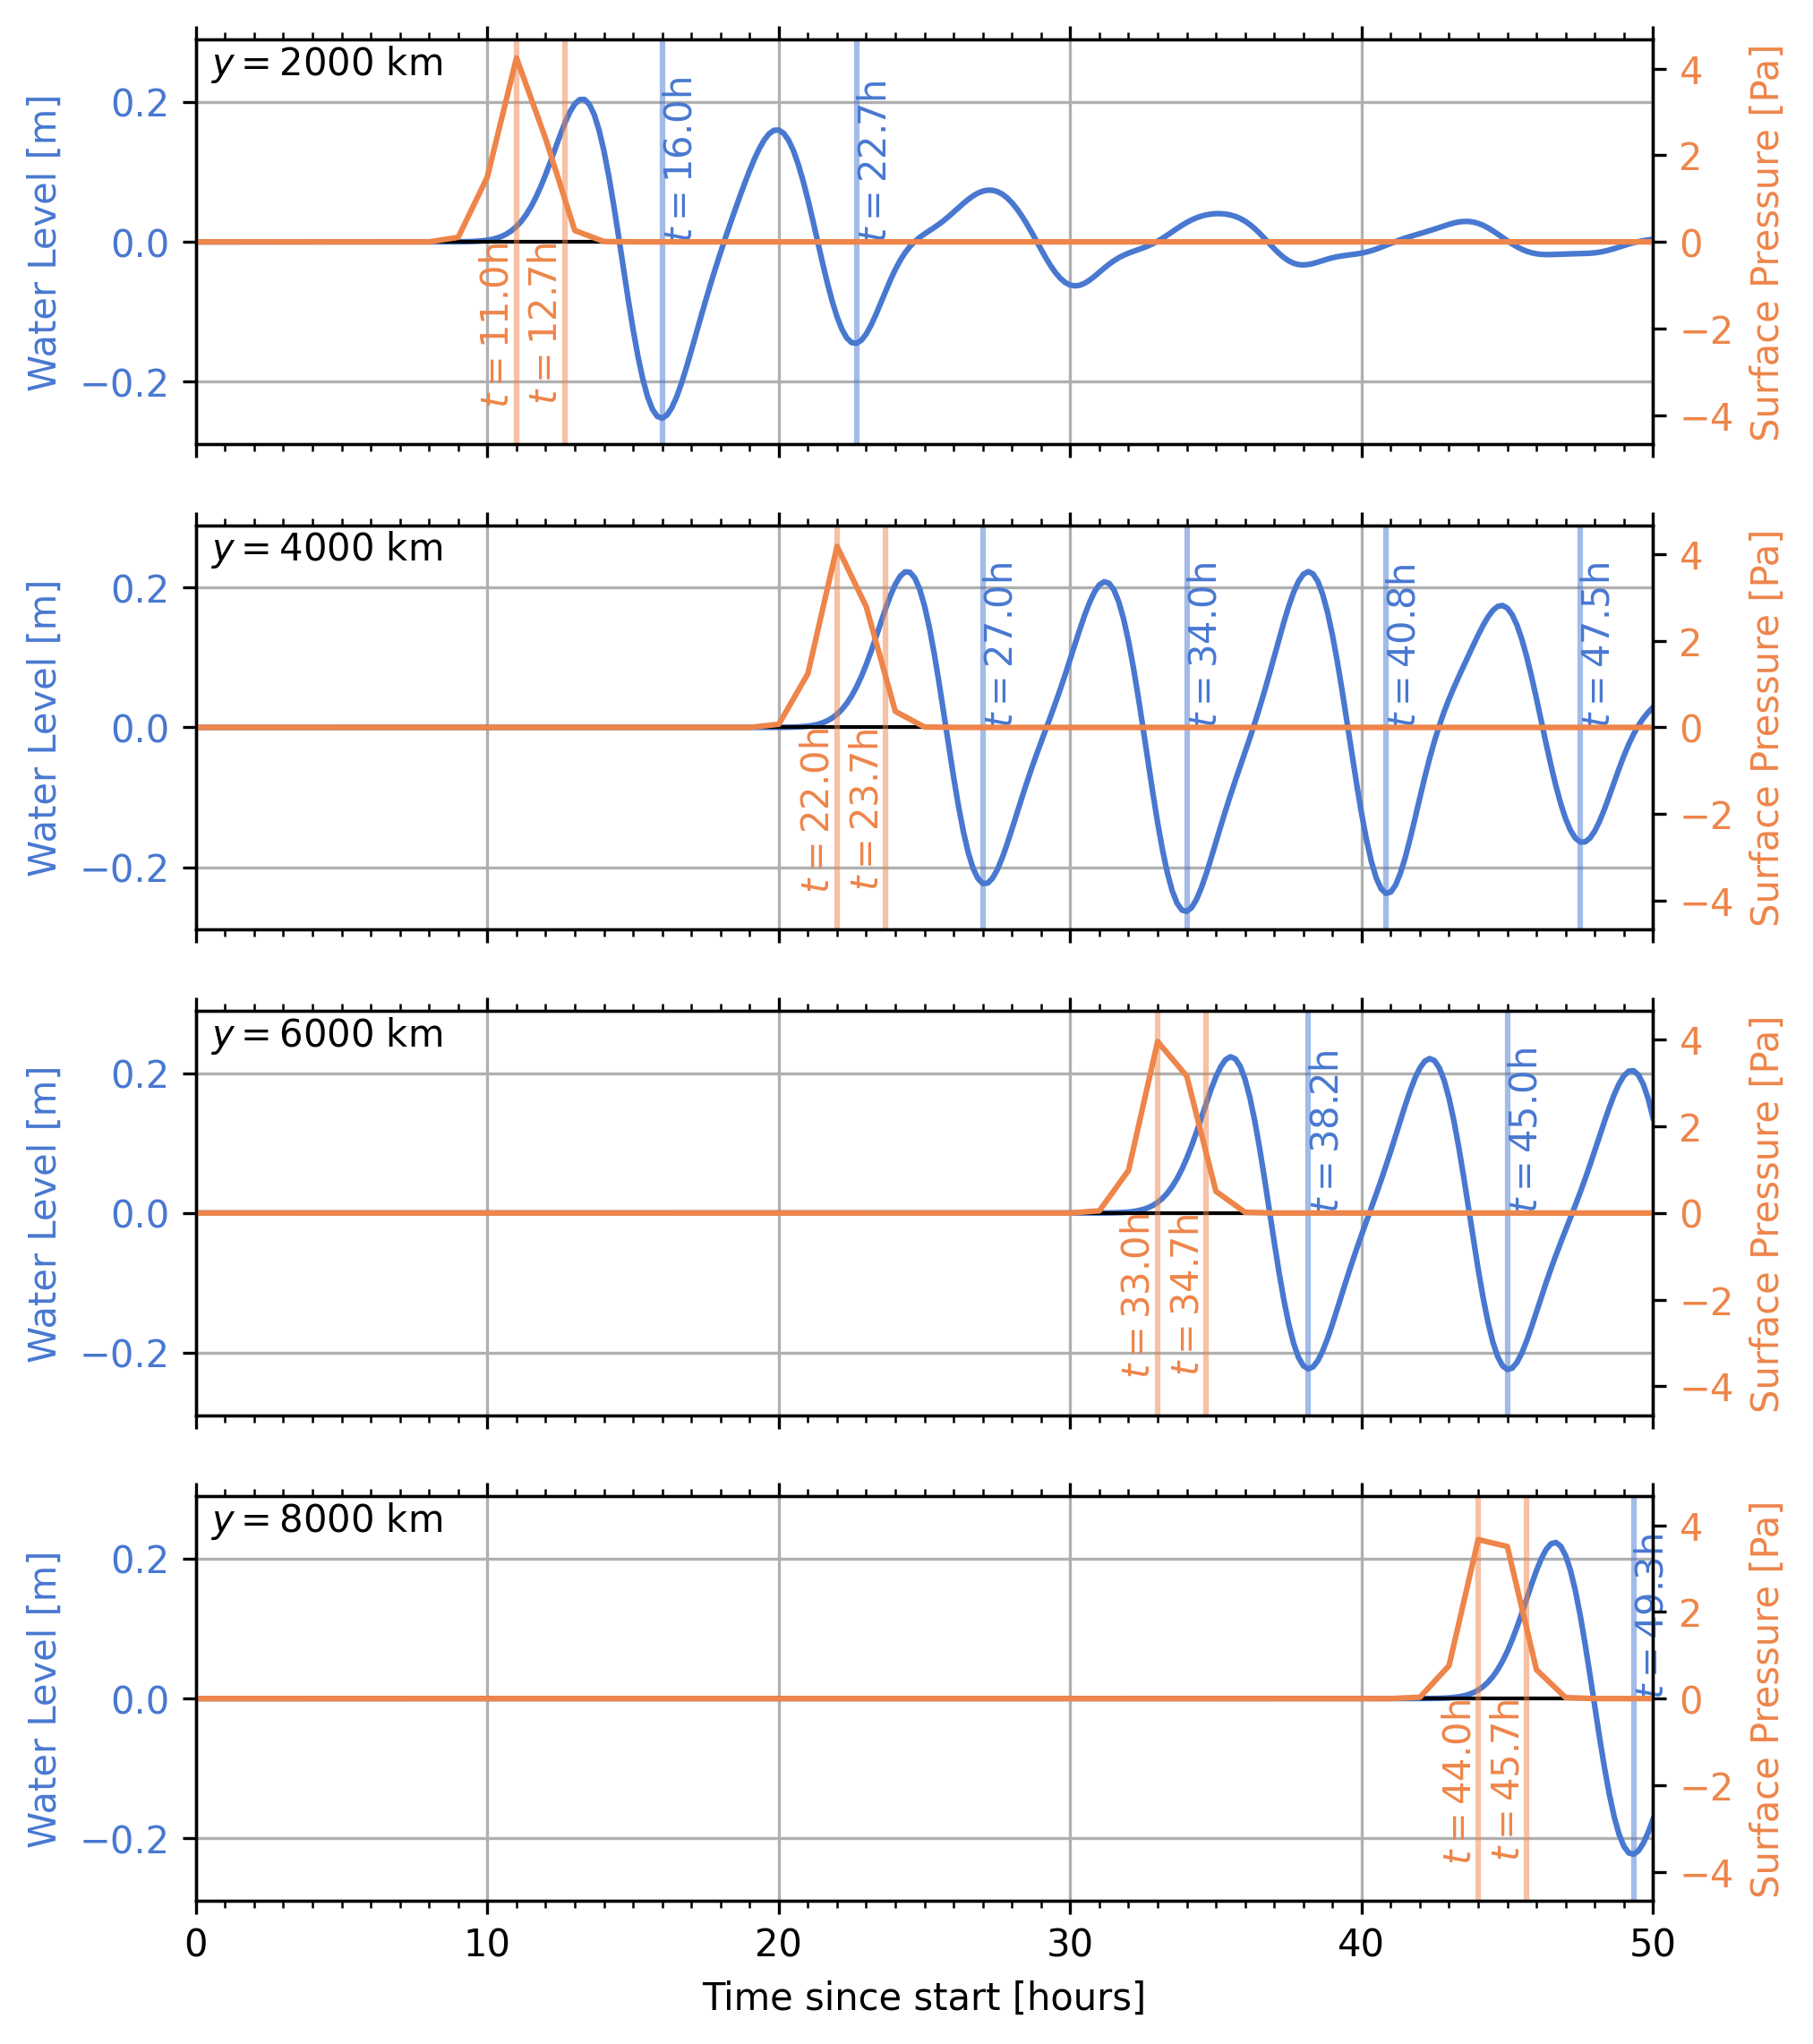 y = 2000 km
Water Level [m]
0.2
0.0
−0.2
t = 11.0h
t = 12.7h
t = 16.0h
t = 22.7h
4
2
0
−2
−4
Surface Pressure [Pa]
y = 4000 km
Water Level [m]
0.2
0.0
−0.2
t = 22.0h
t = 23.7h
t = 27.0h
t = 34.0h
t = 40.8h
t = 47.5h
4
2
0
−2
−4
Surface Pressure [Pa]
y = 6000 km
Water Level [m]
0.2
0.0
−0.2
t = 33.0h
t = 34.7h
t = 38.2h
t = 45.0h
4
2
0
−2
−4
Surface Pressure [Pa]
y = 8000 km
Water Level [m]
0.2
0.0
−0.2
t = 44.0h
t = 45.7h
t = 49.3h
4
2
0
−2
−4
Surface Pressure [Pa]
0 10 20 30 40 50
Time since start [hours]